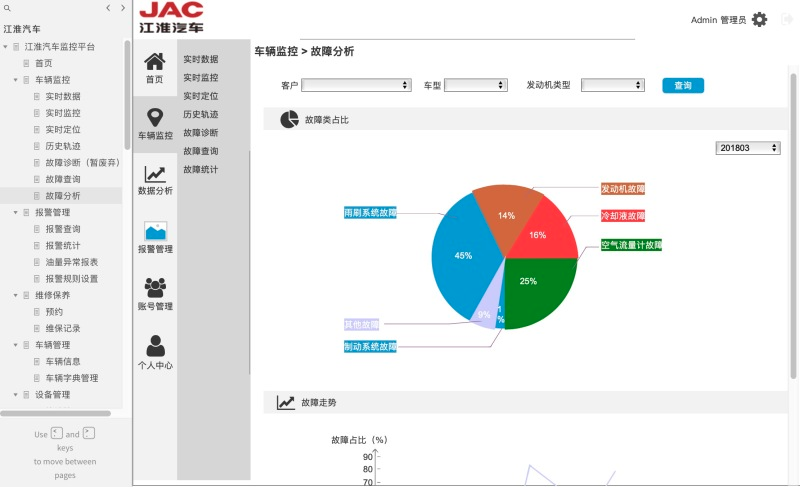 江淮汽车
江淮汽车监控平台
首页
车辆监控
实时数据
实时监控
实时定位
历史轨迹
故障诊断（暂废弃）
故障查询
故障分析
报警管理
报警查询
报警统计
油量异常报表
报警规则设置
维修保养
预约
维保记录
车辆管理
车辆信息
车辆字典管理
设备管理
Use < and >
keys
to move between
pages
JAC
江淮汽车
Admin 管理员
首页
车辆监控
数据分析
报警管理
账号管理
个人中心
实时数据
实时监控
实时定位
历史轨迹
故障诊断
故障查询
故障统计
车辆监控 > 故障分析
客户 车型 发动机类型 查询
故障类占比
201803
发动机故障
雨刷系统故障
14%
冷却液故障
16%
空气流量计故障
45%
25%
其他故障
9%
1%
制动系统故障
故障走势
故障占比（%）
90
80
70